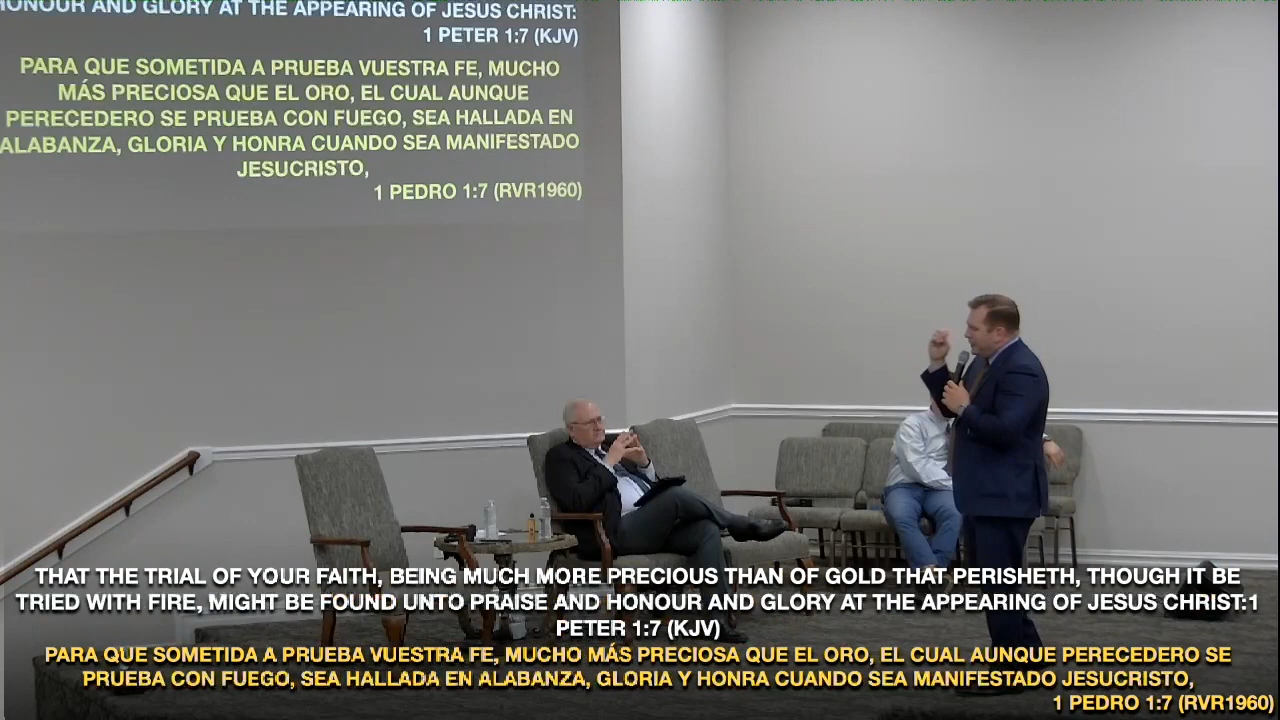 HONOUR AND GLORY AT THE APPEARING OF JESUS CHRIST:
1 PETER 1:7 (KJV)
PARA QUE SOMETIDA A PRUEBA VUESTRA FE, MUCHO
MÁS PRECIOSA QUE EL ORO, EL CUAL AUNQUE
PERECEDERO SE PRUEBA CON FUEGO, SEA HALLADA EN
ALABANZA, GLORIA Y HONRA CUANDO SEA MANIFESTADO
JESUCRISTO,
1 PEDRO 1:7 (RVR1960)
THAT THE TRIAL OF YOUR FAITH, BEING MUCH MORE PRECIOUS THAN OF GOLD THAT PERISHETH, THOUGH IT BE
TRIED WITH FIRE, MIGHT BE FOUND UNTO PRAISE AND HONOUR AND GLORY AT THE APPEARING OF JESUS CHRIST:1
PETER 1:7 (KJV)
PARA QUE SOMETIDA A PRUEBA VUESTRA FE, MUCHO MÁS PRECIOSA QUE EL ORO, EL CUAL AUNQUE PERECEDERO SE
PRUEBA CON FUEGO, SEA HALLADA EN ALABANZA, GLORIA Y HONRA CUANDO SEA MANIFESTADO JESUCRISTO,
1 PEDRO 1:7 (RVR1960)